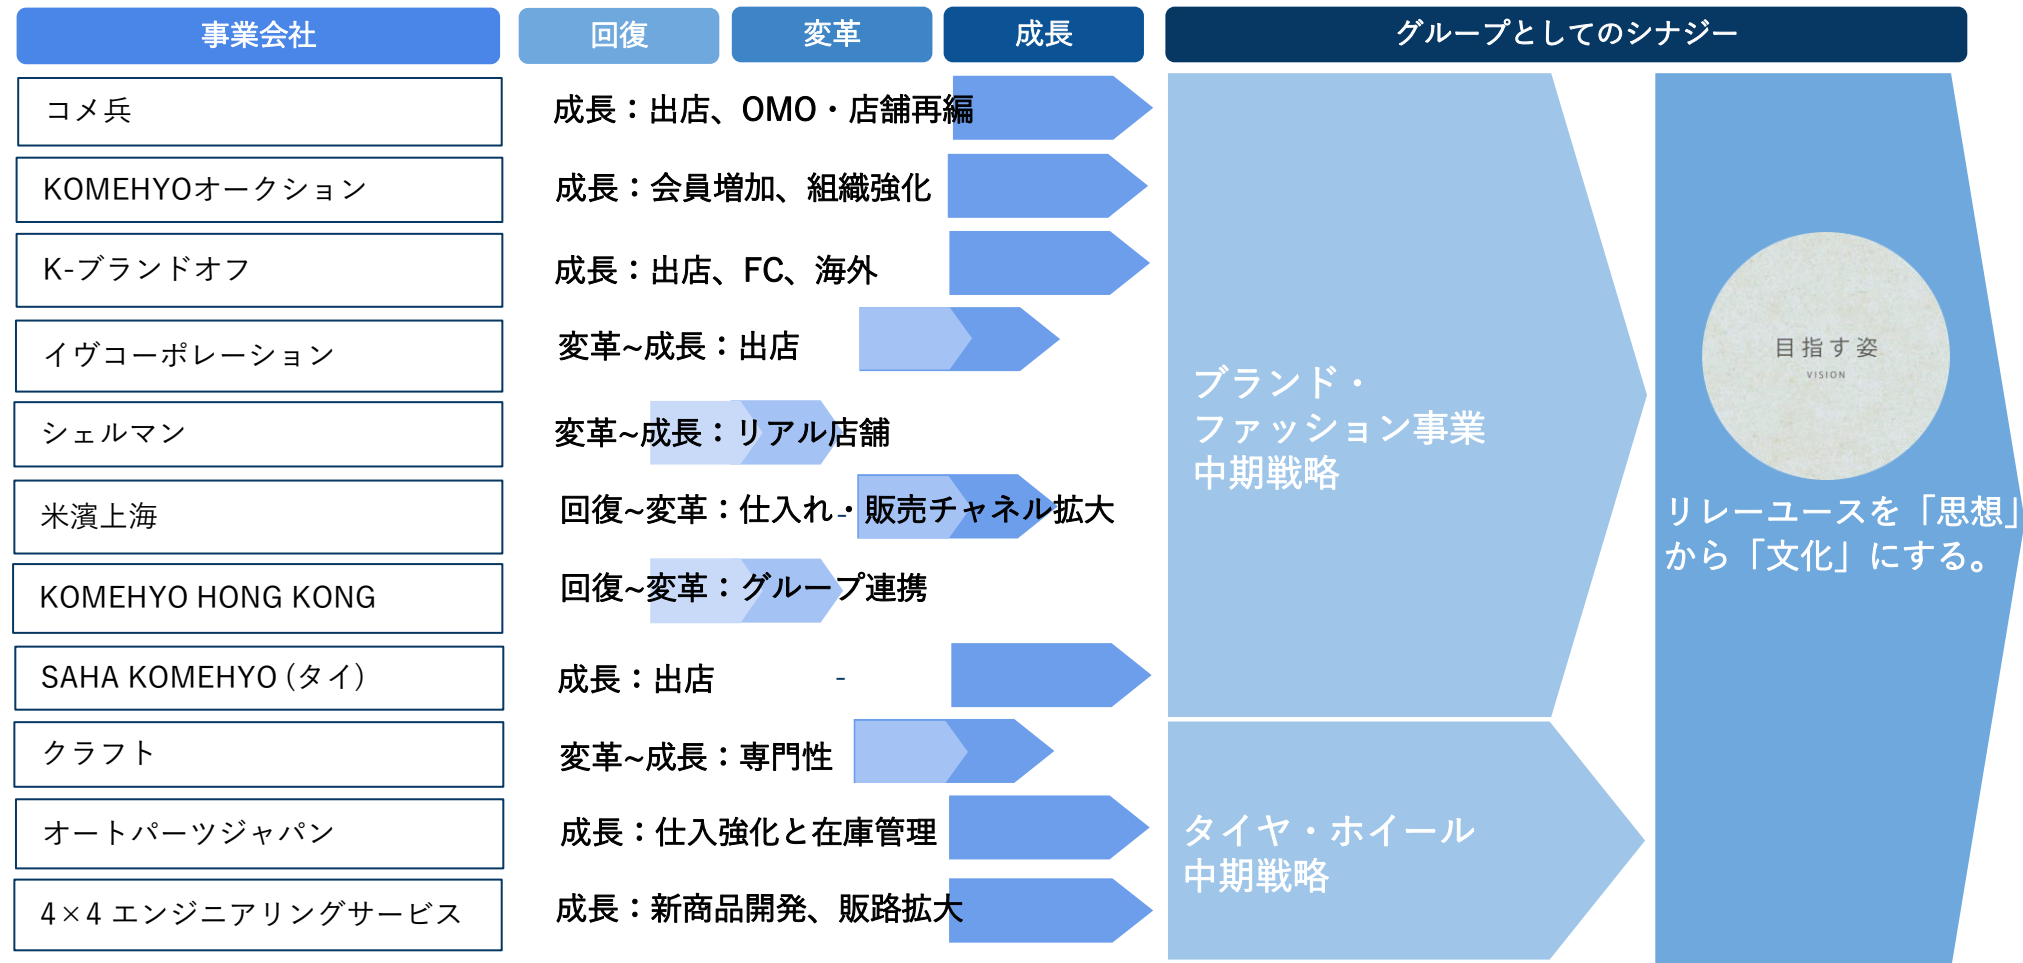 事業会社
回復
変革
成長
グループとしてのシナジー
コメ兵
成長：出店、OMO・店舗再編
KOMEHYOオークション
成長：会員増加、組織強化
K-ブランドオフ
成長：出店、FC、海外
イヴコーポレーション
変革~成長：出店
シェルマン
変革~成長：リアル店舗
米濱上海
回復~変革：仕入れ・販売チャネル拡大
-
KOMEHYO HONG KONG
回復~変革：グループ連携
SAHA KOMEHYO (タイ)
成長：出店
-
クラフト
変革~成長：専門性
オートパーツジャパン
成長：仕入強化と在庫管理
4×4 エンジニアリングサービス
成長：新商品開発、販路拡大
ブランド・
ファッション事業
中期戦略
タイヤ・ホイール
中期戦略
目指す姿
VISION
リレーユースを「思想」
から「文化」にする。